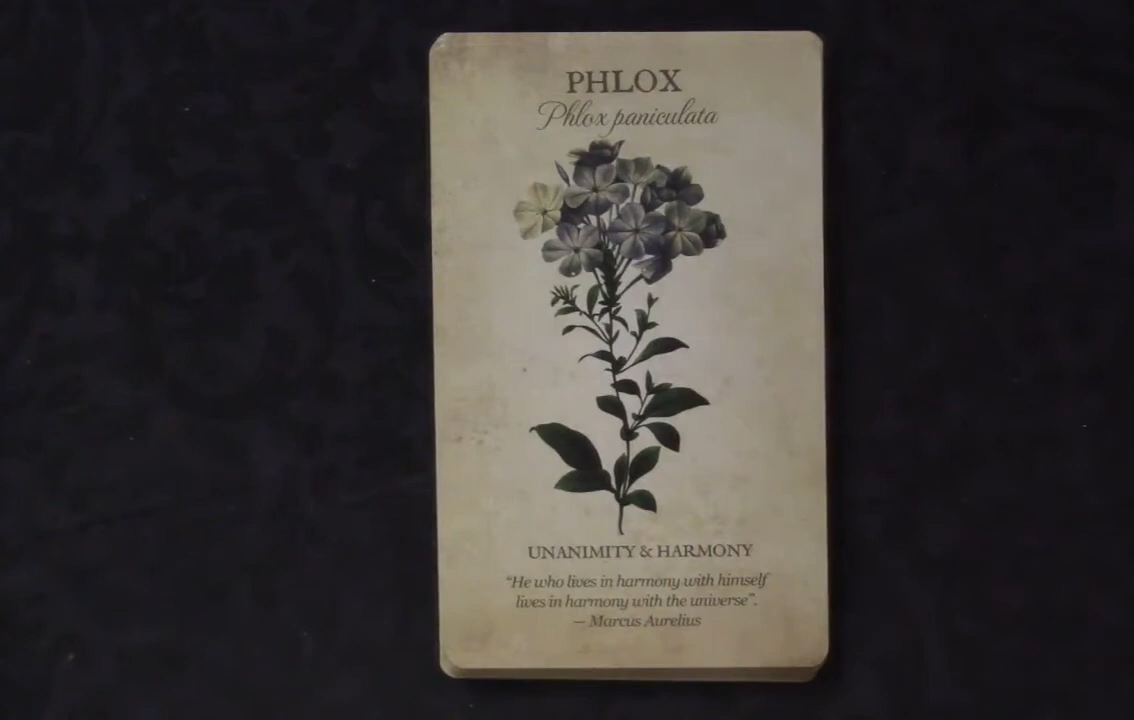 PHLOX
Phlox paniculata
UNANIMITY & HARMONY
“He who lives in harmony with himself
lives in harmony with the universe”.
— Marcus Aurelius